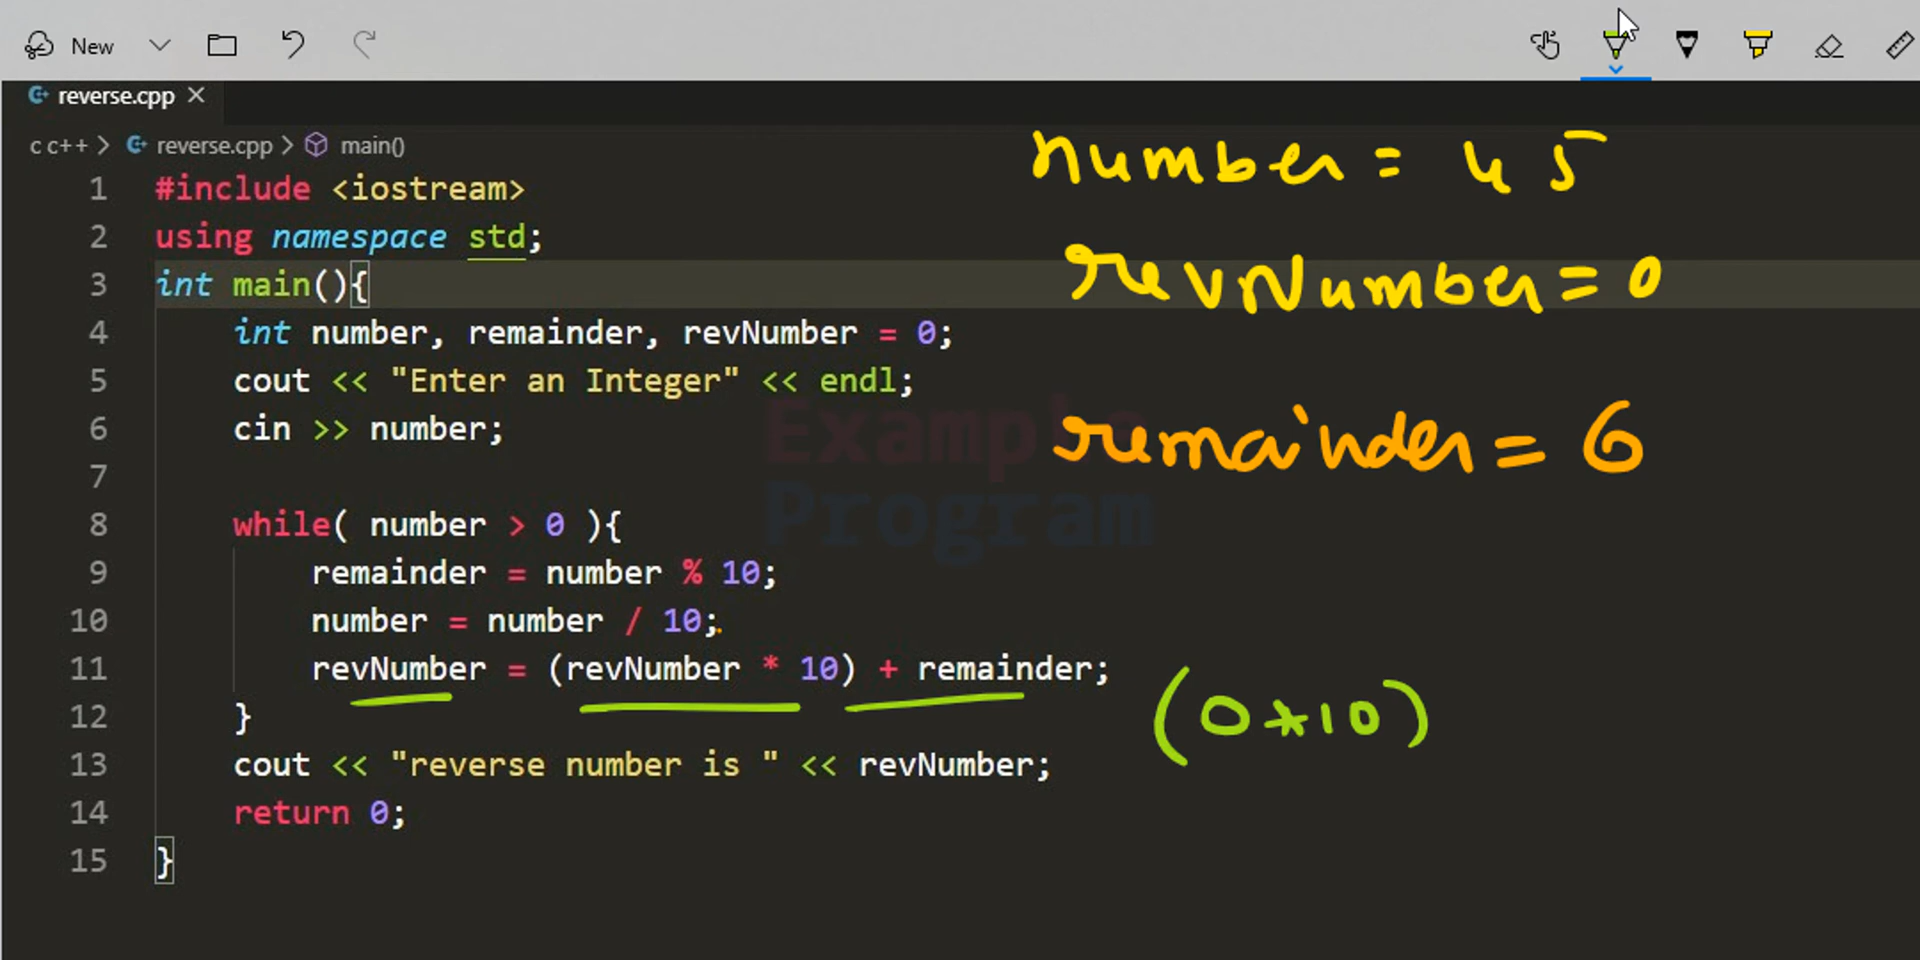 New
reverse.cpp
c c++ > reverse.cpp > main()
number = 45
1 #include <iostream>
2 using namespace std;
3 int main(){
revNumber = 0
4 int number, remainder, revNumber = 0;
5 cout << "Enter an Integer" << endl;
6 cin >> number;
remainder = 6
Example
Program
7
8 while( number > 0 ){
9 remainder = number % 10;
10 number = number / 10;
11 revNumber = (revNumber * 10) + remainder;
(0*10)
12 }
13 cout << "reverse number is " << revNumber;
14 return 0;
15 }